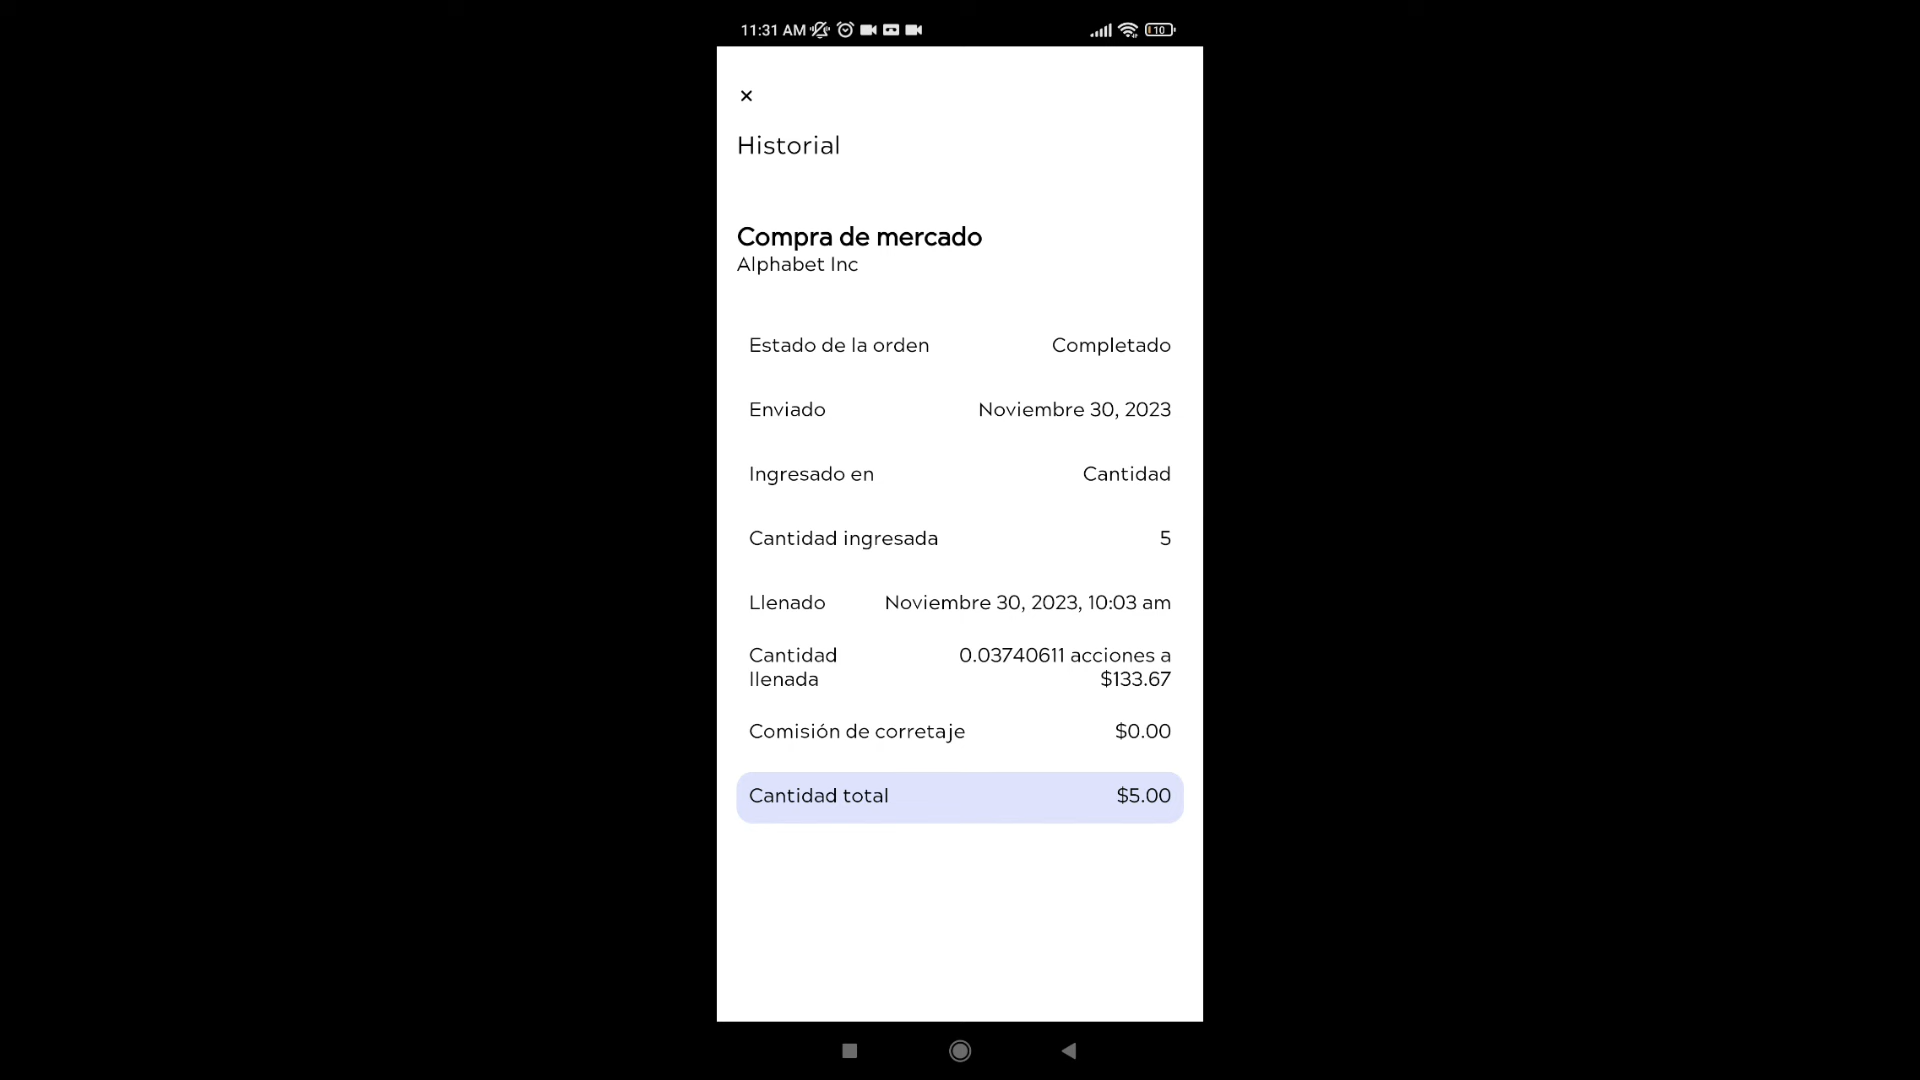 11:31 AM
10
Historial
Compra de mercado
Alphabet Inc
Estado de la orden Completado
Enviado Noviembre 30, 2023
Ingresado en Cantidad
Cantidad ingresada 5
Llenado Noviembre 30, 2023, 10:03 am
Cantidad 0.03740611 acciones a
llenada $133.67
Comisión de corretaje $0.00
Cantidad total $5.00